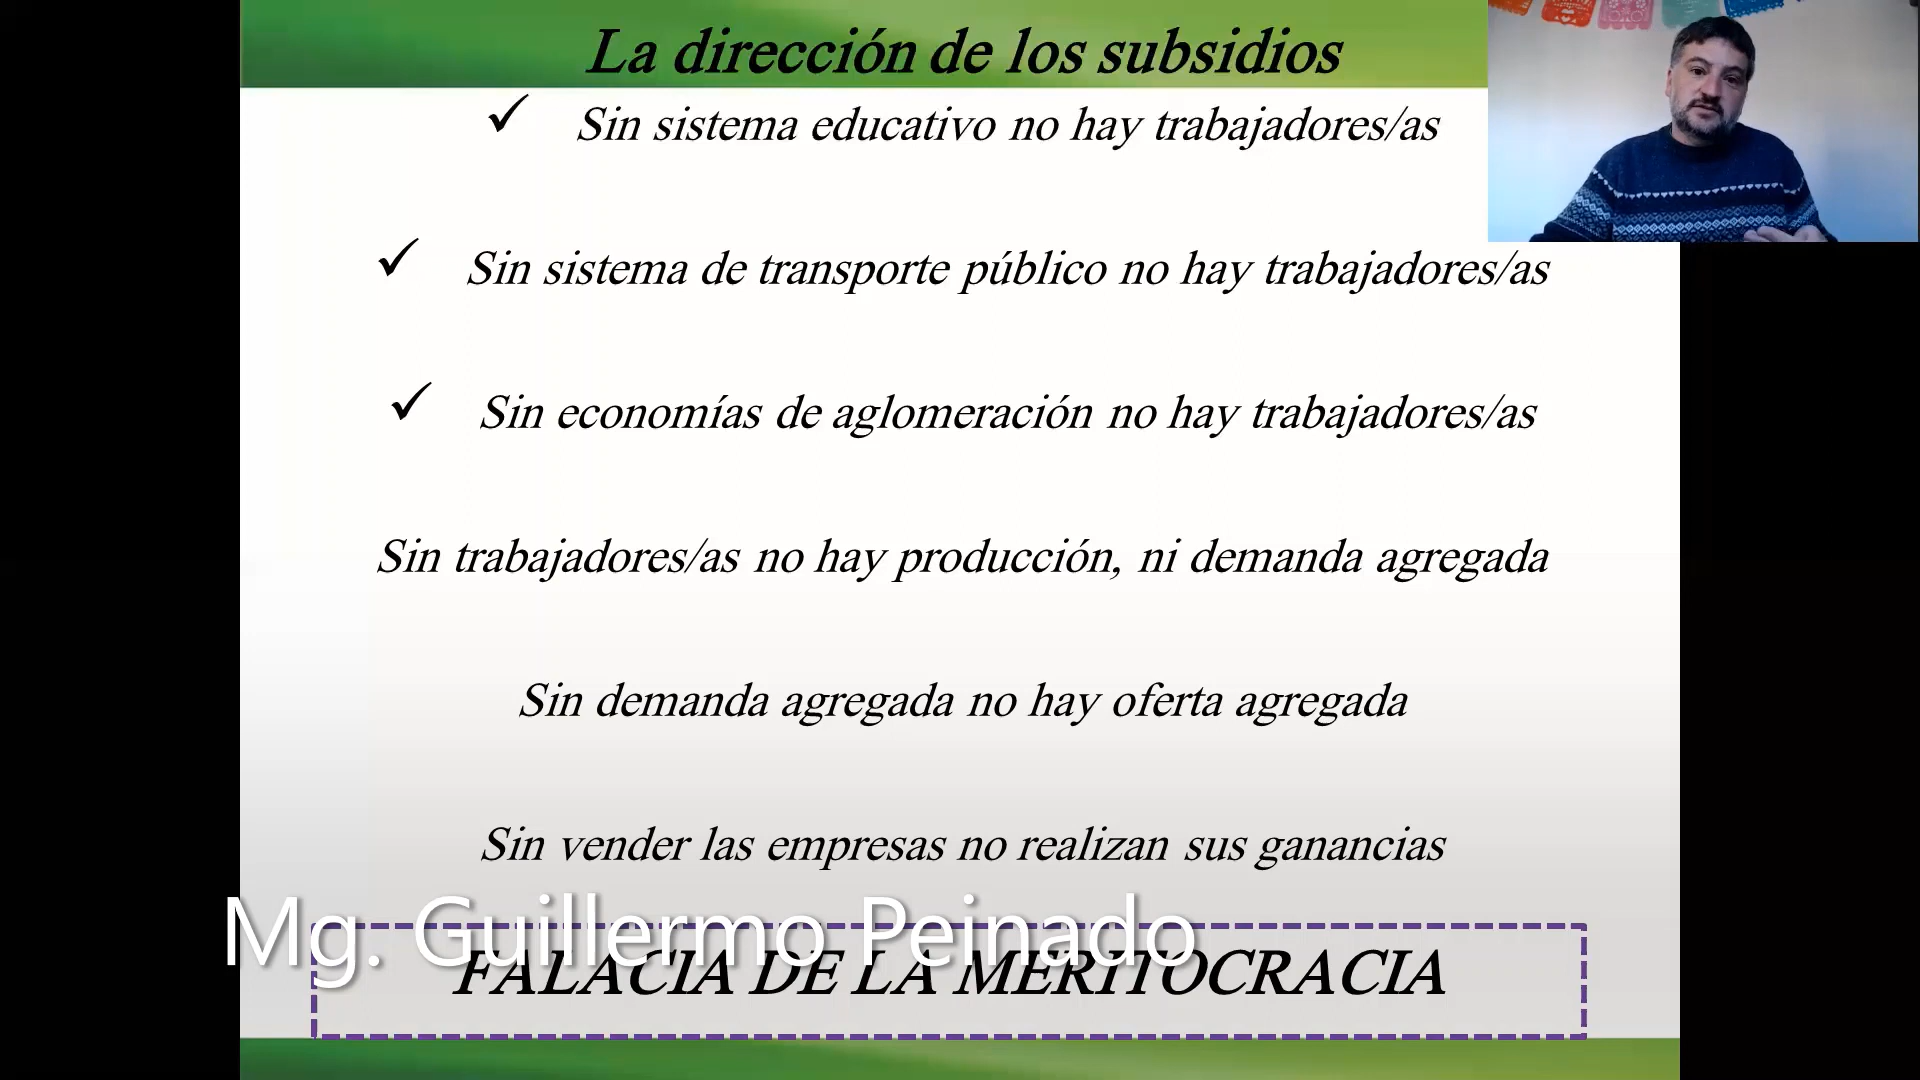 La dirección de los subsidios
✓ Sin sistema educativo no hay trabajadores/as
✓ Sin sistema de transporte público no hay trabajadores/as
✓ Sin economías de aglomeración no hay trabajadores/as
Sin trabajadores/as no hay producción, ni demanda agregada
Sin demanda agregada no hay oferta agregada
Sin vender las empresas no realizan sus ganancias
Mg. Guillermo Peinado
FALACIA DE LA MERITOCRACIA